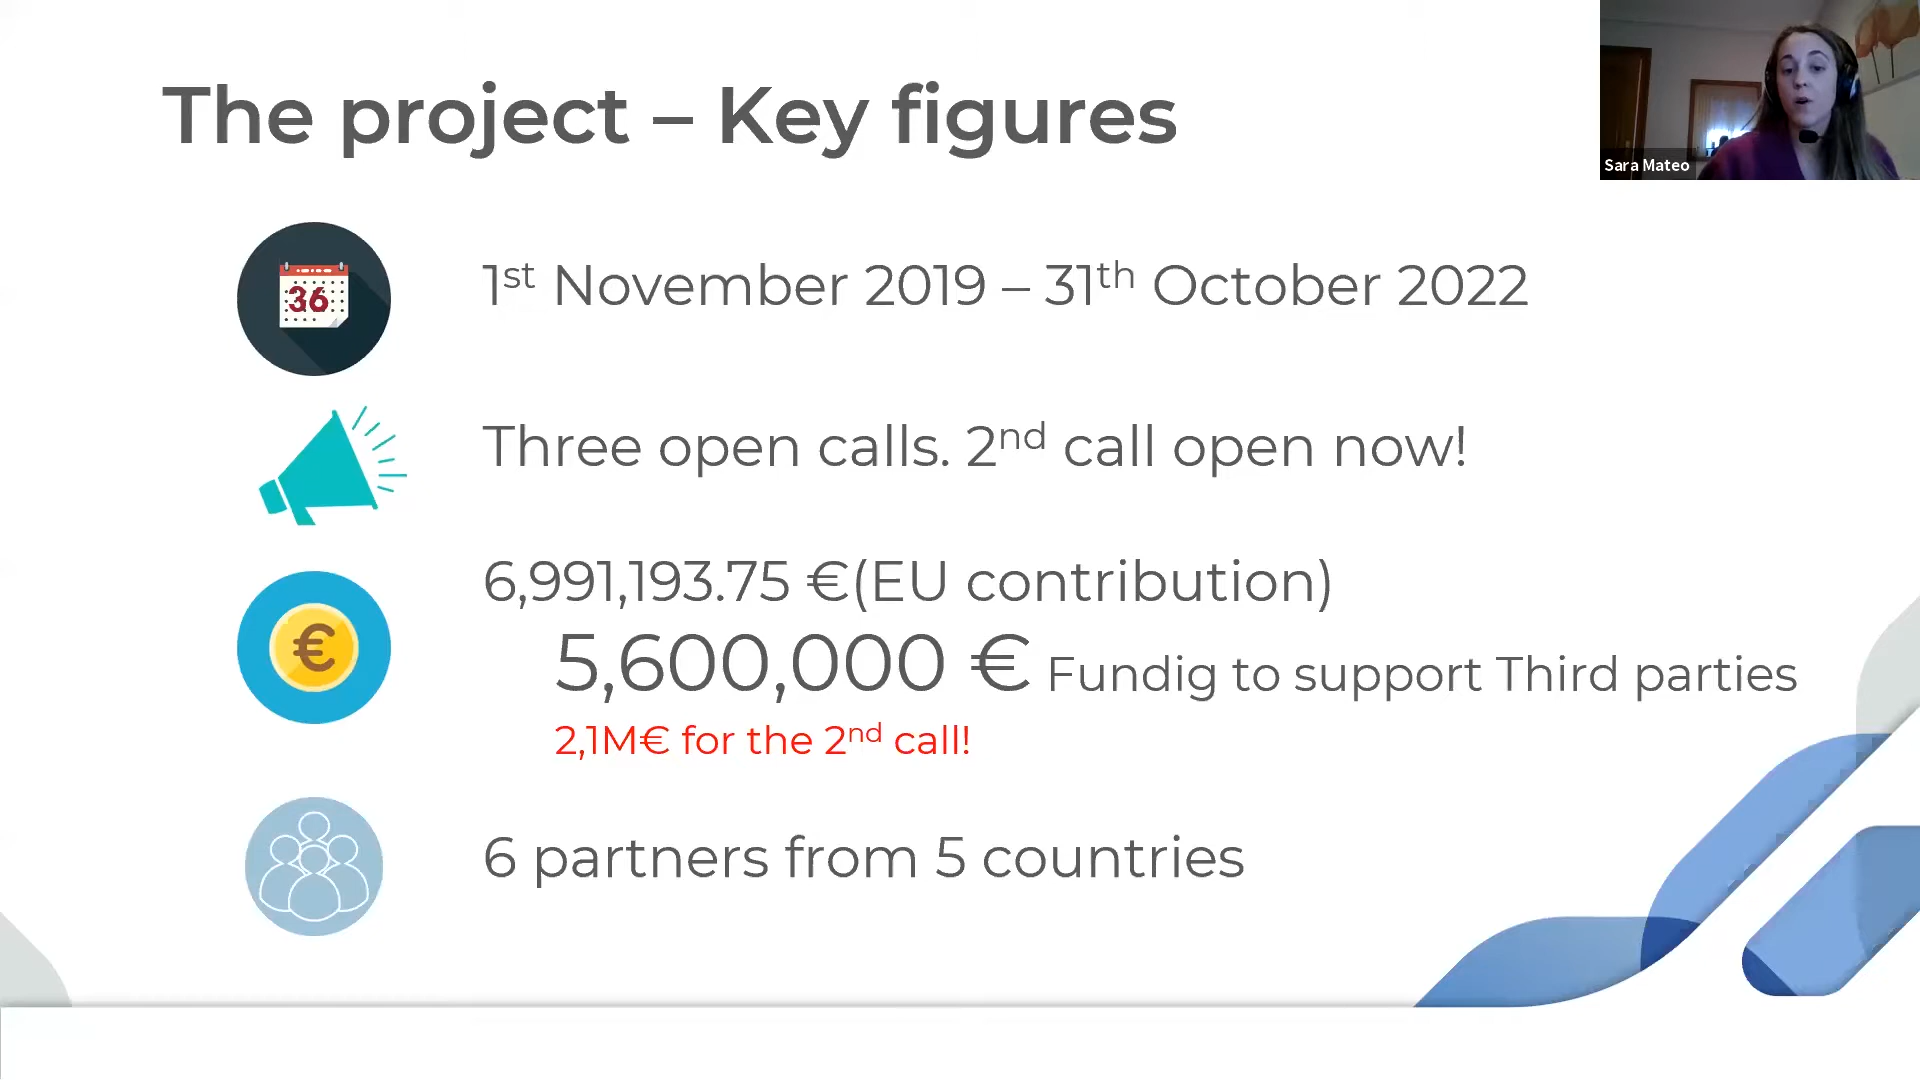 The project – Key figures
Sara Mateo
36
1st November 2019 – 31th October 2022
Three open calls. 2nd call open now!
6,991,193.75 €(EU contribution)
5,600,000 € Fundig to support Third parties
€
2,1M€ for the 2nd call!
6 partners from 5 countries